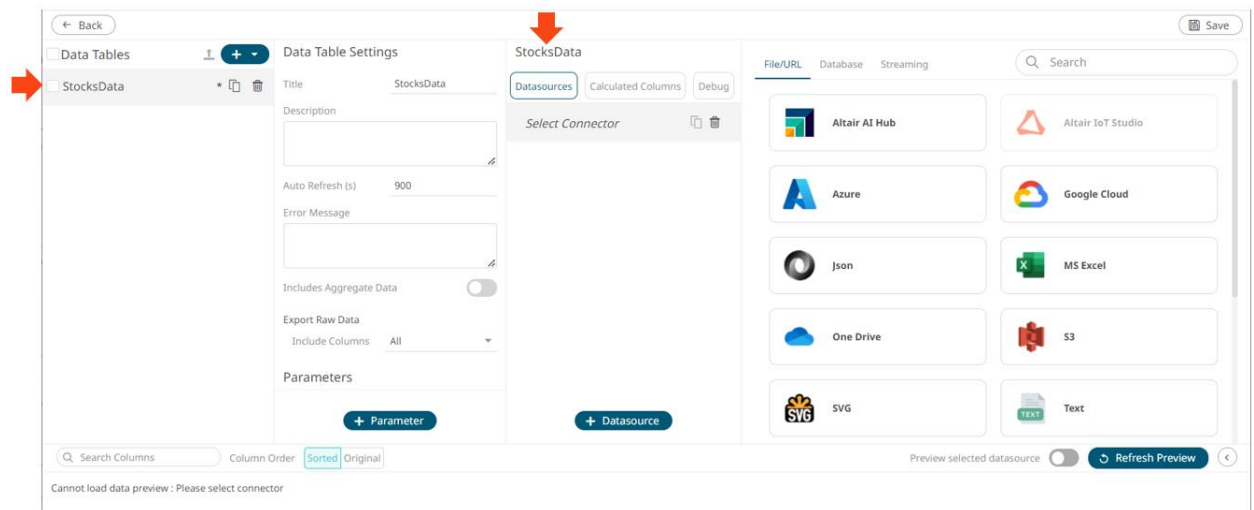 ← Back
Save
Data Tables
+
StocksData *
Data Table Settings
Title StocksData
Description
Auto Refresh (s) 900
Error Message
Includes Aggregate Data
Export Raw Data
Include Columns All
Parameters
+ Parameter
StocksData
Datasources Calculated Columns Debug
Select Connector
+ Datasource
File/URL Database Streaming
Search
Altair AI Hub Altair IoT Studio
Azure Google Cloud
Json X MS Excel
One Drive S3
SVG SVG TEXT Text
Search Columns Column Order Sorted Original Preview selected datasource Refresh Preview
Cannot load data preview : Please select connector